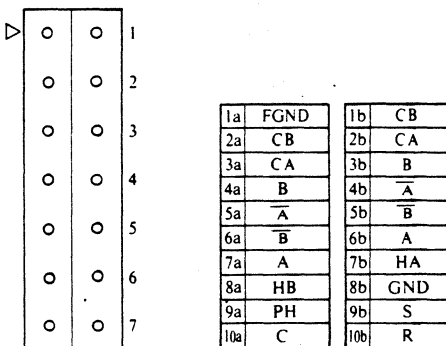 1
2
3
4
5
6
7
1a FGND 1b CB
2a CB 2b CA
3a CA 3b B
4a B 4b A̅
5a A̅ 5b B̅
6a B̅ 6b A
7a A 7b HA
8a HB 8b GND
9a PH 9b S
10a C 10b R